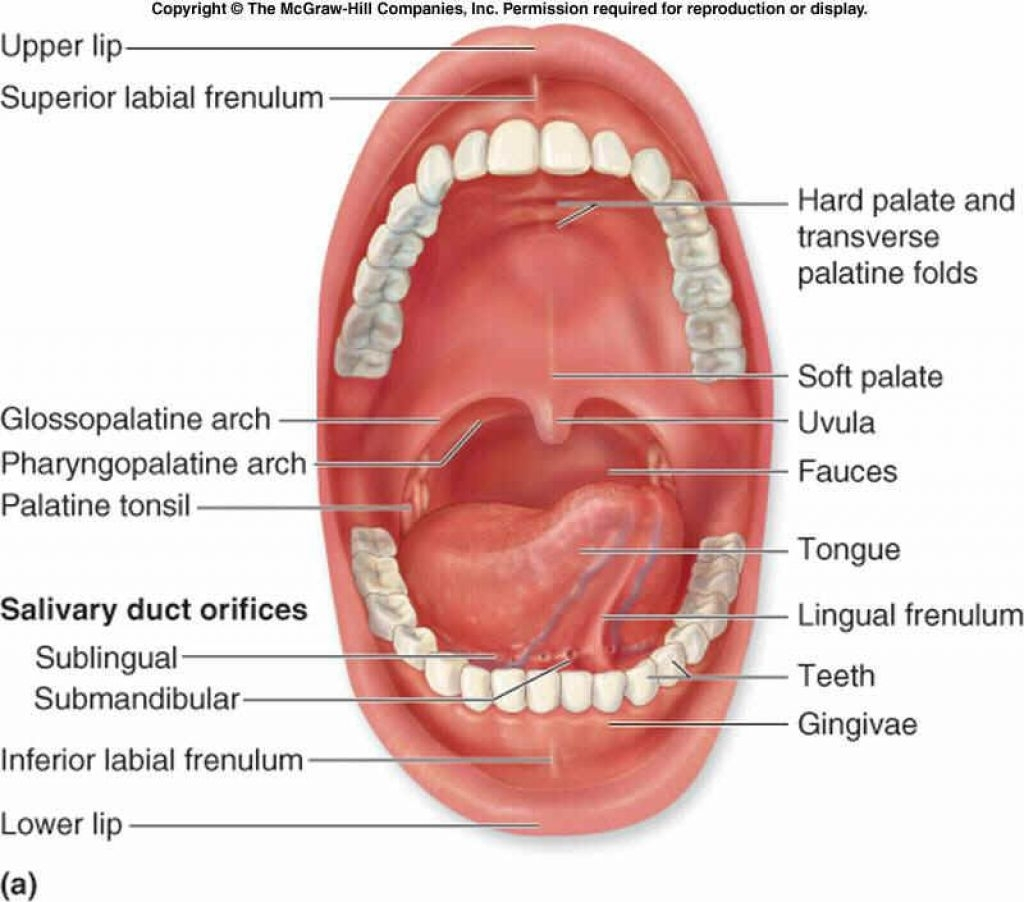 Copyright © The McGraw-Hill Companies, Inc. Permission required for reproduction or display.
Upper lip
Superior labial frenulum
Glossopalatine arch
Pharyngopalatine arch
Palatine tonsil
Salivary duct orifices
Sublingual
Submandibular
Inferior labial frenulum
Lower lip
Hard palate and
transverse
palatine folds
Soft palate
Uvula
Fauces
Tongue
Lingual frenulum
Teeth
Gingivae
(a)